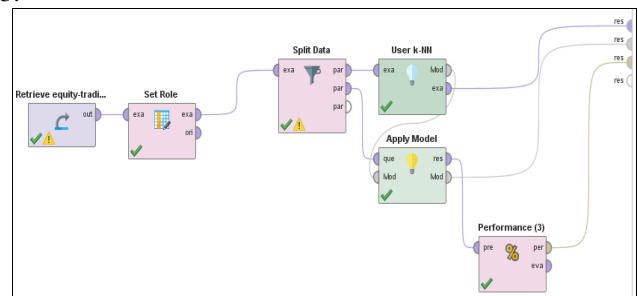 res
res
res
res
Split Data
exa
par
par
par
User k-NN
exa
Mod
exa
Retrieve equity-tradi...
out
Set Role
exa
exa
ori
Apply Model
que
res
Mod
Mod
Performance (3)
%
pre
per
eva